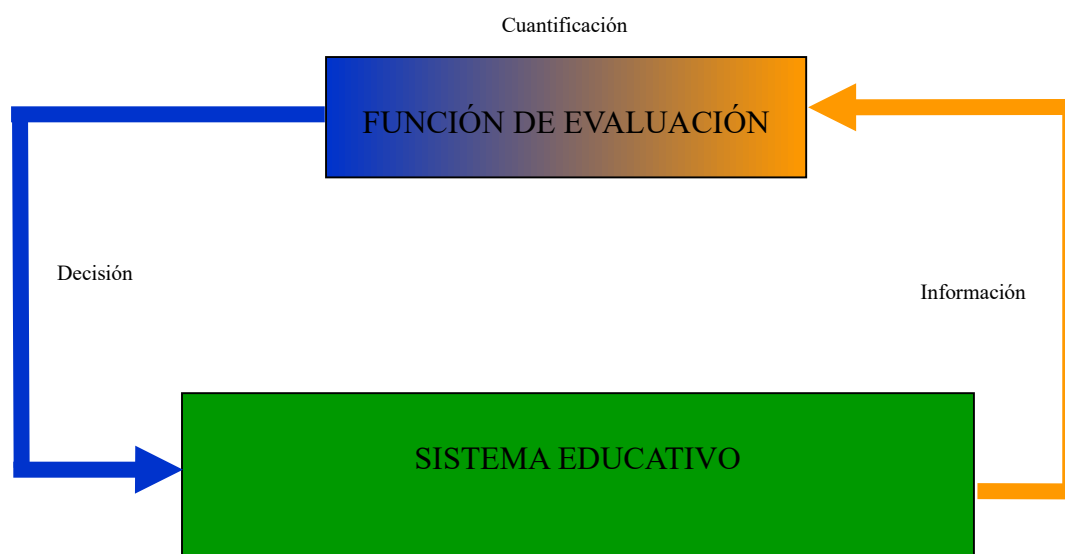 Cuantificación
FUNCIÓN DE EVALUACIÓN
Decisión
Información
SISTEMA EDUCATIVO